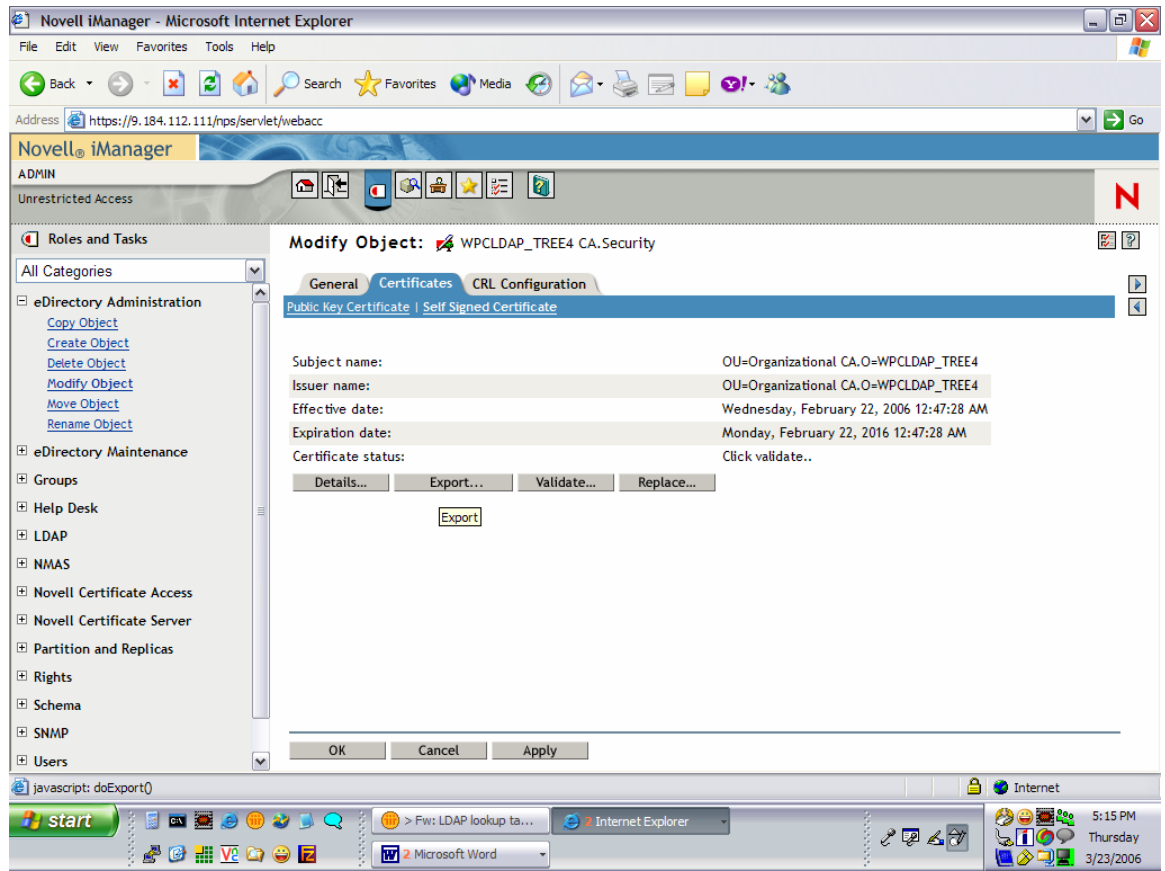 Novell iManager - Microsoft Internet Explorer
File Edit View Favorites Tools Help
Back Search Favorites Media
Address https://9.184.112.111/nps/servlet/webacc Go
Novell® iManager
ADMIN
Unrestricted Access
N
Roles and Tasks
All Categories
eDirectory Administration
Copy Object
Create Object
Delete Object
Modify Object
Move Object
Rename Object
eDirectory Maintenance
Groups
Help Desk
LDAP
NMAS
Novell Certificate Access
Novell Certificate Server
Partition and Replicas
Rights
Schema
SNMP
Users
Modify Object: WPCLDAP_TREE4 CA.Security
General Certificates CRL Configuration
Public Key Certificate | Self Signed Certificate
Subject name: OU=Organizational CA.O=WPCLDAP_TREE4
Issuer name: OU=Organizational CA.O=WPCLDAP_TREE4
Effective date: Wednesday, February 22, 2006 12:47:28 AM
Expiration date: Monday, February 22, 2016 12:47:28 AM
Certificate status: Click validate..
Details... Export... Validate... Replace...
Export
OK Cancel Apply
javascript: doExport() Internet
start > Fw: LDAP lookup ta... 2 Internet Explorer 5:15 PM
Thursday
2 Microsoft Word 3/23/2006